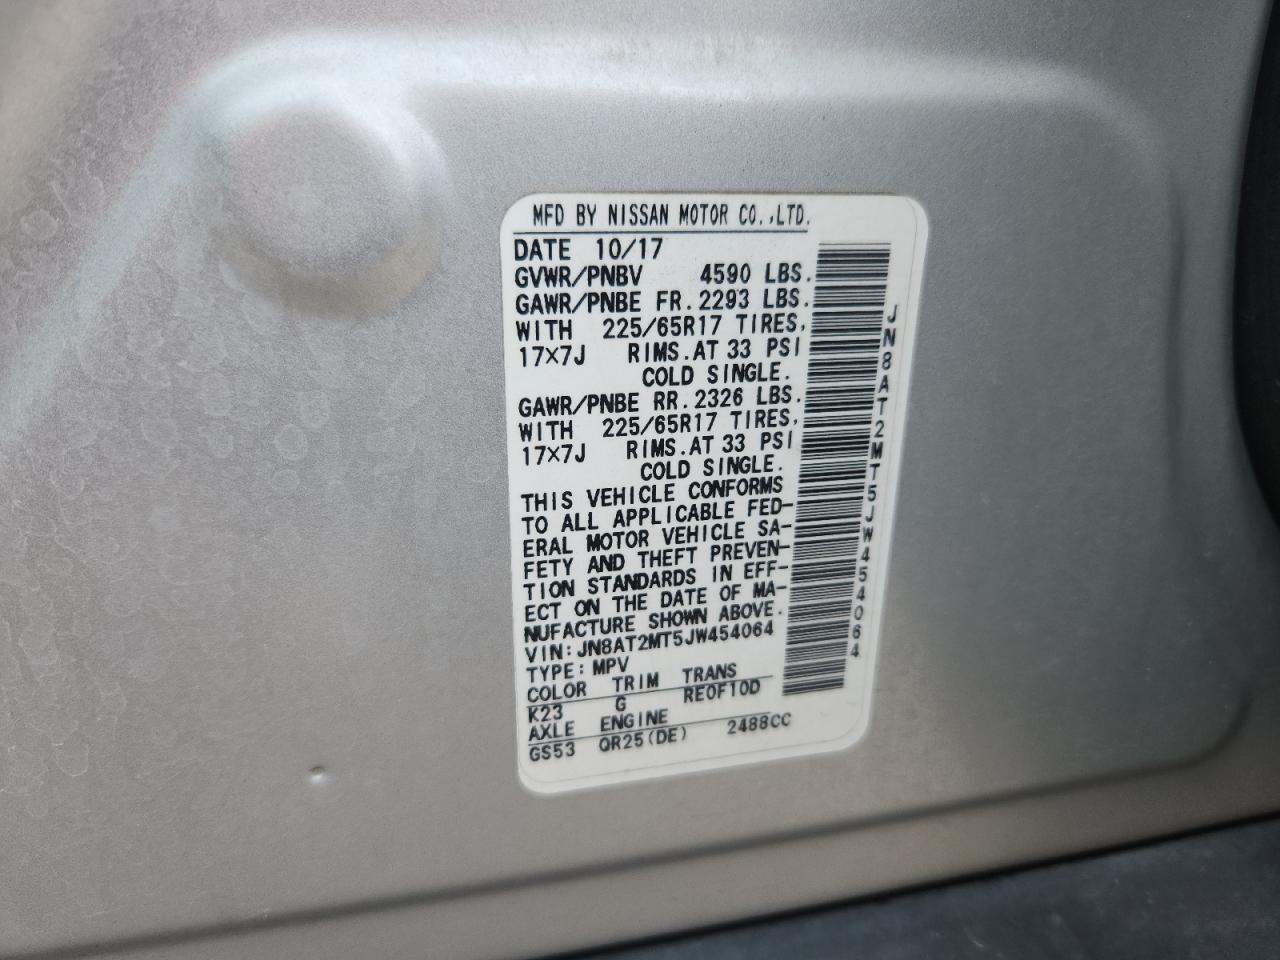 MFD BY NISSAN MOTOR CO.,LTD.
DATE 10/17
GVWR/PNBV 4590 LBS.
GAWR/PNBE FR.2293 LBS.
WITH 225/65R17 TIRES,
17×7J RIMS.AT 33 PSI
COLD SINGLE.
GAWR/PNBE RR.2326 LBS.
WITH 225/65R17 TIRES,
17×7J RIMS.AT 33 PSI
COLD SINGLE.
THIS VEHICLE CONFORMS
TO ALL APPLICABLE FED-
ERAL MOTOR VEHICLE SA-
FETY AND THEFT PREVEN-
TION STANDARDS IN EFF-
ECT ON THE DATE OF MA-
NUFACTURE SHOWN ABOVE.
VIN:JN8AT2MT5JW454064
TYPE:MPV
COLOR TRIM TRANS
K23 G RE0F10D
AXLE ENGINE
GS53 QR25(DE) 2488CC
JN8AT2MT5JW454064